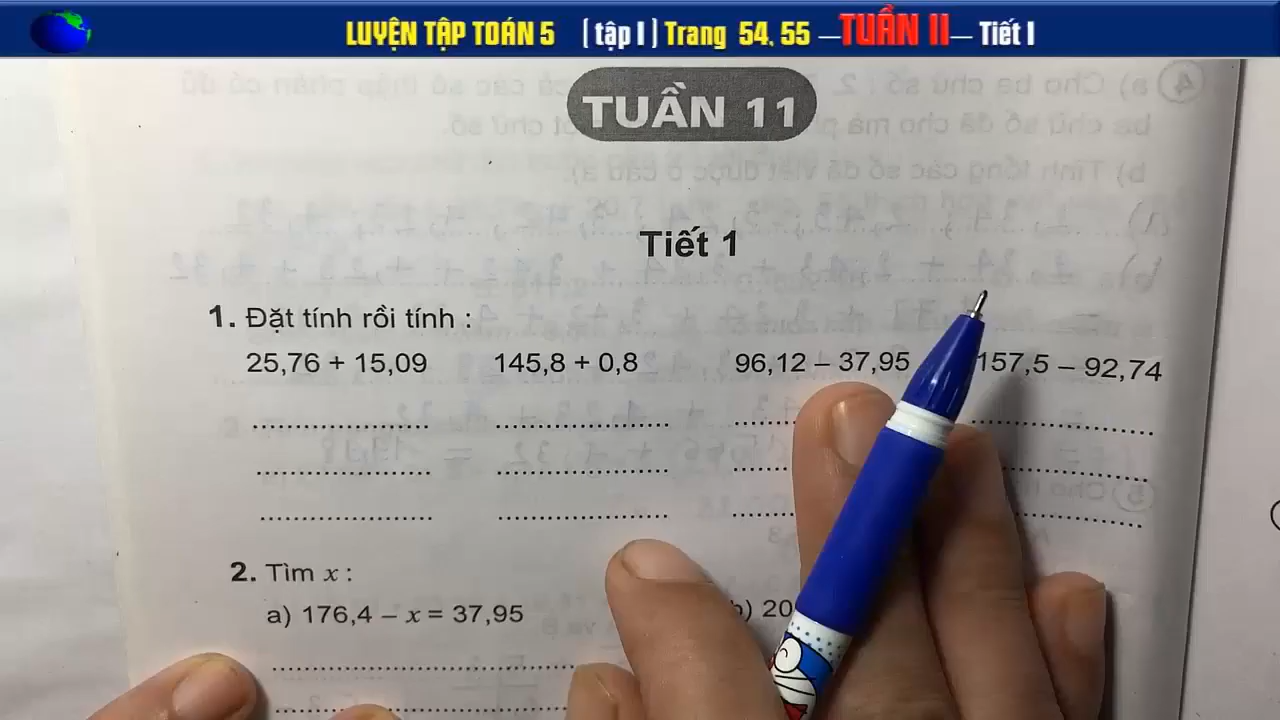 LUYỆN TẬP TOÁN 5 ( tập I ) Trang 54, 55 – TUẦN II – Tiết I
TUẦN 11
Tiết 1
1. Đặt tính rồi tính :
25,76 + 15,09 145,8 + 0,8 96,12 – 37,95 157,5 – 92,74
2. Tìm x :
a) 176,4 – x = 37,95 b) 20